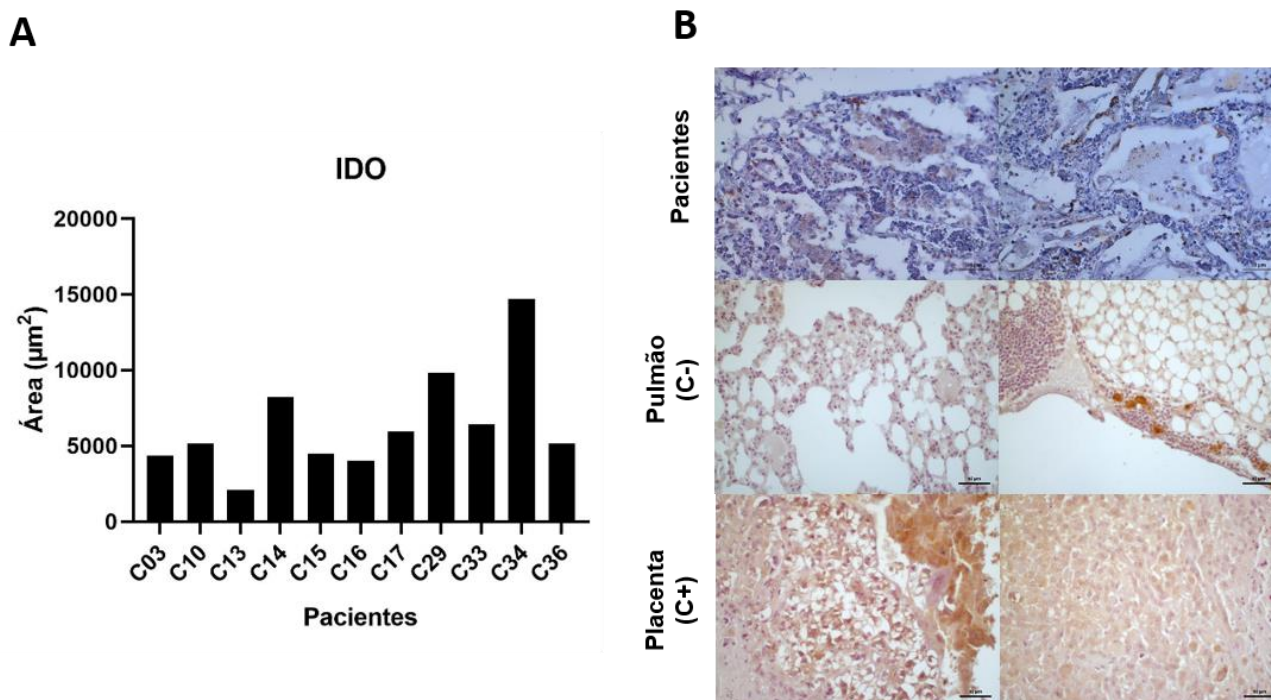 A
B
IDO
20000
15000
10000
5000
0
Área (µm²)
C03
C10
C13
C14
C15
C16
C17
C29
C33
C34
C36
Pacientes
Pacientes
Pulmão
(C-)
Placenta
(C+)